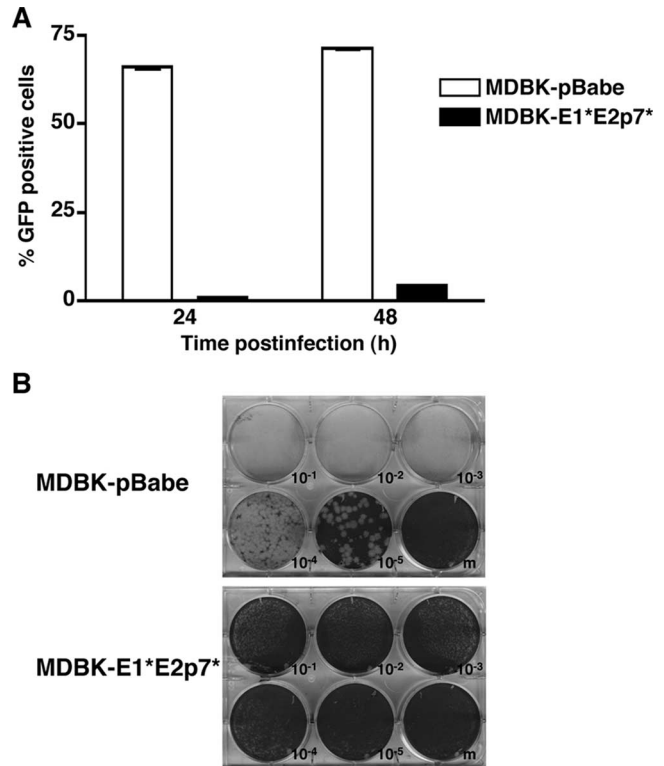 A
75
50
25
0
% GFP positive cells
24
48
Time postinfection (h)
MDBK-pBabe
MDBK-E1*E2p7*
B
MDBK-pBabe
10-1
10-2
10-3
10-4
10-5
m
MDBK-E1*E2p7*
10-1
10-2
10-3
10-4
10-5
m